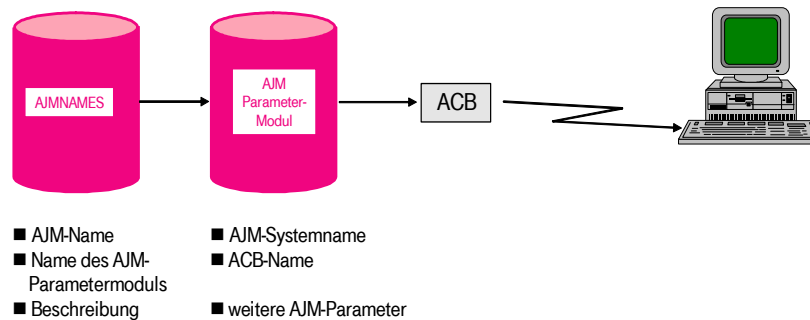 AJMNAMES
AJM
Parameter-
Modul
ACB
■ AJM-Name
■ Name des AJM-
Parametermoduls
■ Beschreibung
■ AJM-Systemname
■ ACB-Name
■ weitere AJM-Parameter